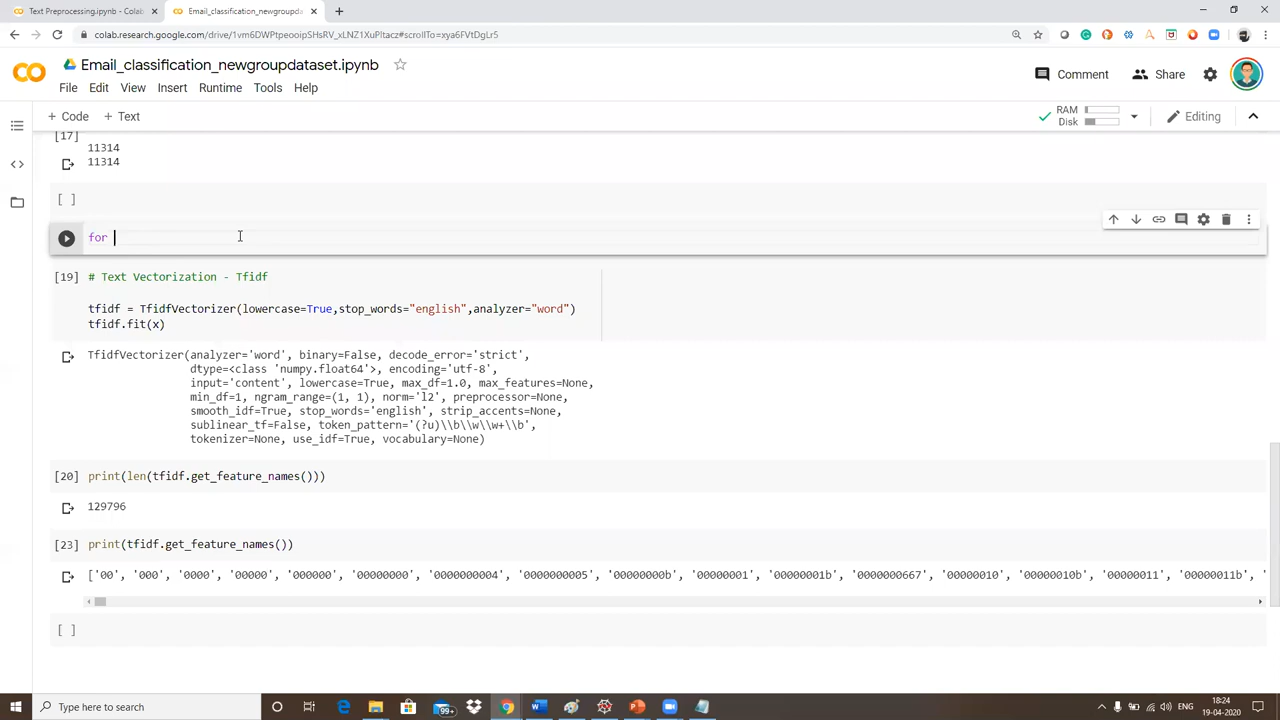 Text Preprocessing.ipynb - Colab
Email_classification_newgroupda
colab.research.google.com/drive/1vm6DWPtpeooipSHsRV_xLNZ1XuPltacz#scrollTo=xya6FVtDgLr5
Email_classification_newgroupdataset.ipynb
Comment
Share
File Edit View Insert Runtime Tools Help
+ Code + Text
RAM
Disk
Editing
[17]
11314
11314
[ ]
for
[19] # Text Vectorization - Tfidf
tfidf = TfidfVectorizer(lowercase=True,stop_words="english",analyzer="word")
tfidf.fit(x)
TfidfVectorizer(analyzer='word', binary=False, decode_error='strict',
dtype=<class 'numpy.float64'>, encoding='utf-8',
input='content', lowercase=True, max_df=1.0, max_features=None,
min_df=1, ngram_range=(1, 1), norm='l2', preprocessor=None,
smooth_idf=True, stop_words='english', strip_accents=None,
sublinear_tf=False, token_pattern='(?u)\\b\\w\\w+\\b',
tokenizer=None, use_idf=True, vocabulary=None)
[20] print(len(tfidf.get_feature_names()))
129796
[23] print(tfidf.get_feature_names())
['00', '000', '0000', '00000', '000000', '00000000', '0000000004', '0000000005', '00000000b', '00000001', '00000001b', '0000000667', '00000010', '00000010b', '00000011', '00000011b', '
[ ]
Type here to search
99+
ENG
18:24
19-04-2020